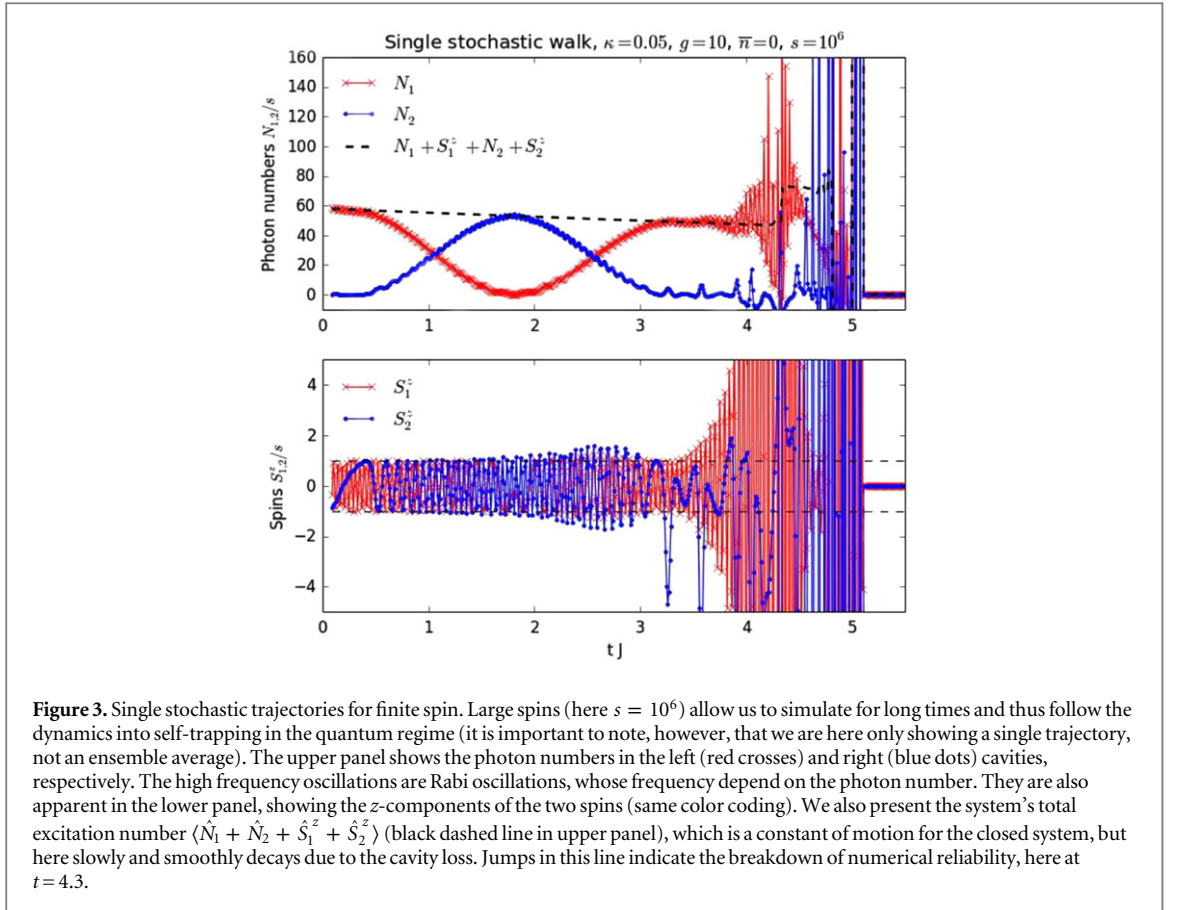 Single stochastic walk, κ=0.05, g=10, n̅=0, s=10⁶
Photon numbers N₁,₂/s
160
140
120
100
80
60
40
20
0
N₁
N₂
N₁ + S₁ᶻ + N₂ + S₂ᶻ
0 1 2 3 4 5
Spins Sᶻ₁,₂/s
4
2
0
−2
−4
S₁ᶻ
S₂ᶻ
0 1 2 3 4 5
t J
Figure 3. Single stochastic trajectories for finite spin. Large spins (here s = 10⁶) allow us to simulate for long times and thus follow the
dynamics into self-trapping in the quantum regime (it is important to note, however, that we are here only showing a single trajectory,
not an ensemble average). The upper panel shows the photon numbers in the left (red crosses) and right (blue dots) cavities,
respectively. The high frequency oscillations are Rabi oscillations, whose frequency depend on the photon number. They are also
apparent in the lower panel, showing the z-components of the two spins (same color coding). We also present the system's total
excitation number ⟨N̂₁ + N̂₂ + Ŝ₁ᶻ + Ŝ₂ᶻ⟩ (black dashed line in upper panel), which is a constant of motion for the closed system, but
here slowly and smoothly decays due to the cavity loss. Jumps in this line indicate the breakdown of numerical reliability, here at
t = 4.3.